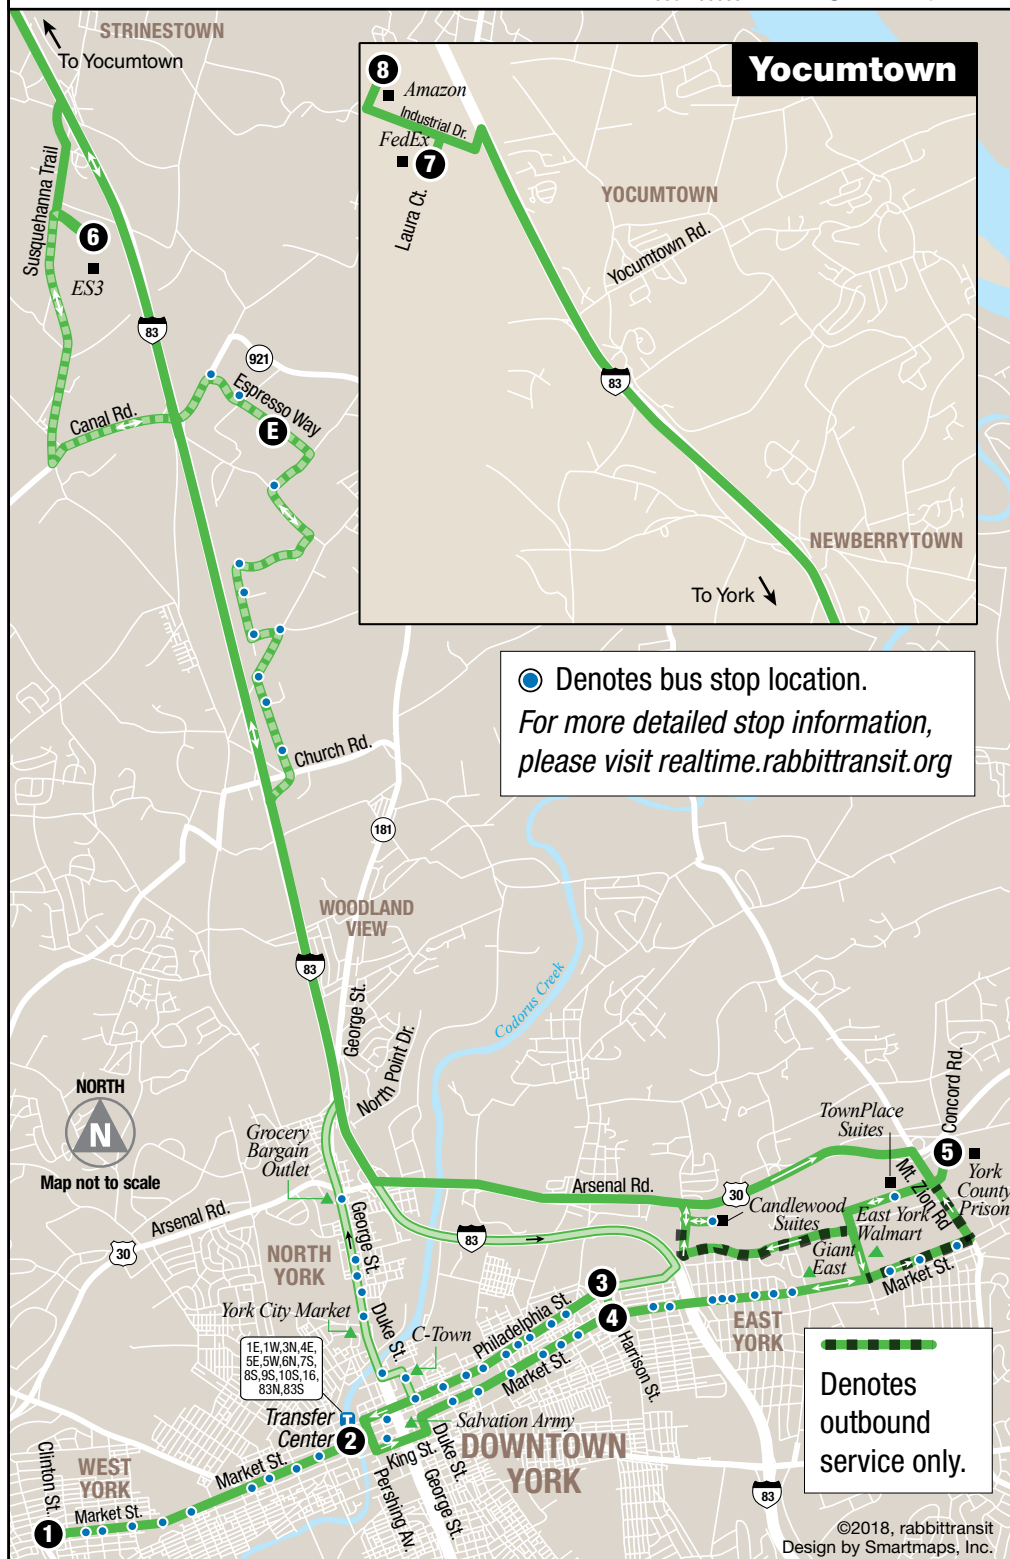 STRINESTOWN
To Yocumtown
Yocumtown
8
Amazon
Industrial Dr.
FedEx
7
Laura Ct.
YOCUMTOWN
Yocumtown Rd.
83
NEWBERRYTOWN
To York
Susquehanna Trail
6
ES3
83
921
Espresso Way
E
Canal Rd.
Denotes bus stop location.
For more detailed stop information,
please visit realtime.rabbittransit.org
Church Rd.
181
WOODLAND
VIEW
83
George St.
North Point Dr.
Codorus Creek
NORTH
N
Map not to scale
Grocery
Bargain
Outlet
Arsenal Rd.
30
George St.
NORTH
YORK
York City Market
Duke St.
C-Town
83
Arsenal Rd.
30
TownPlace
Suites
Concord Rd.
5
York
County
Prison
Mt. Zion Rd
Candlewood
Suites
East York
Walmart
Giant
East
Market St.
3
Philadelphia St.
4
Market St.
Harrison St.
EAST
YORK
1E,1W,3N,4E,
5E,5W,6N,7S,
8S,9S,10S,16,
83N,83S
T
Transfer
Center
2
Salvation Army
King St.
Duke St.
DOWNTOWN
YORK
George St.
Pershing Av.
Market St.
WEST
YORK
Clinton St.
Market St.
1
83
Denotes
outbound
service only.
©2018, rabbittransit
Design by Smartmaps, Inc.